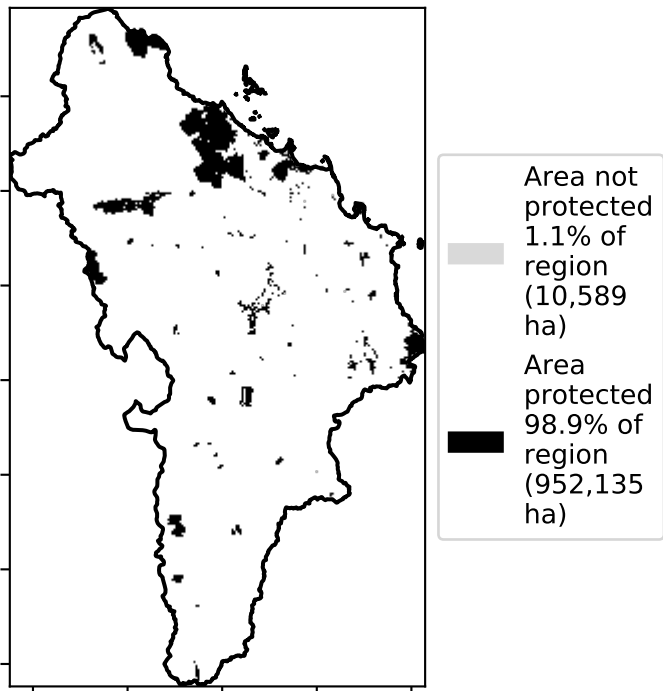 Area not
protected
1.1% of
region
(10,589
ha)
Area
protected
98.9% of
region
(952,135
ha)